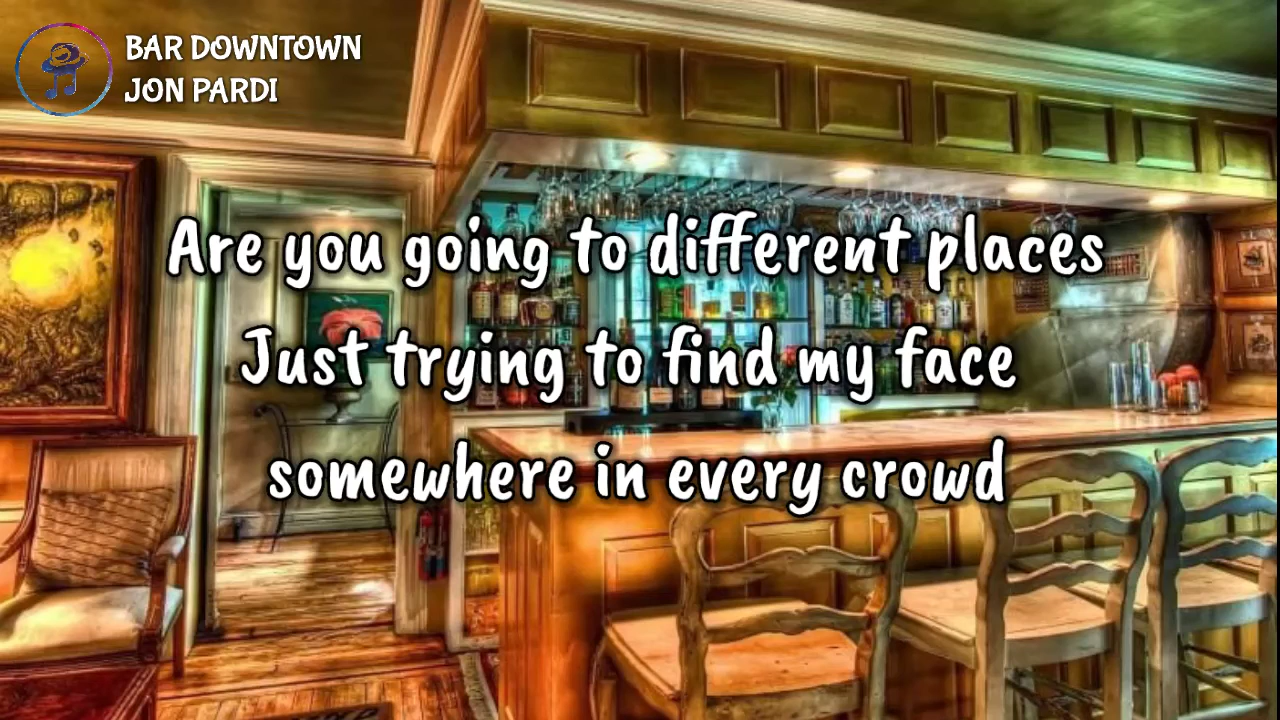 BAR DOWNTOWN
JON PARDI
Are you going to different places
Just trying to find my face
somewhere in every crowd